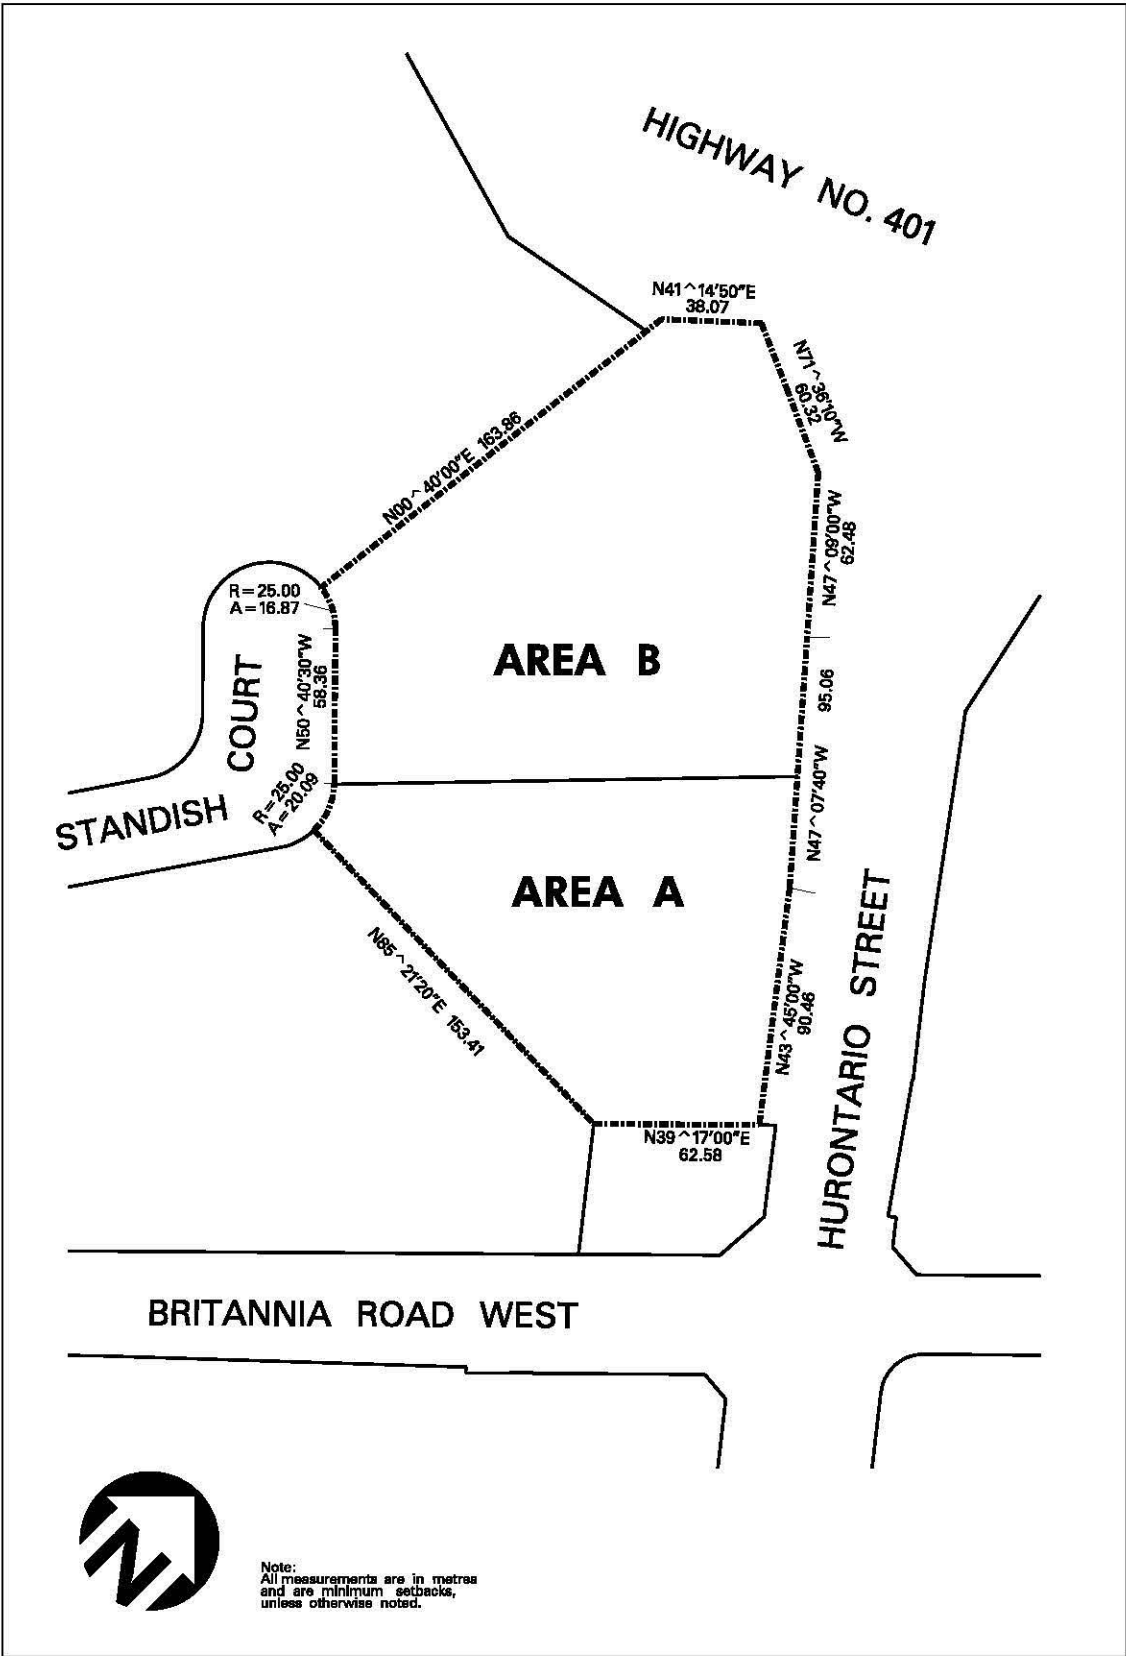 HIGHWAY NO. 401
N41^14'50"E
38.07
N71^36'10"W
60.32
N00^40'00"E 163.86
N47^09'00"W
62.48
R=25.00
A=16.87
N50^40'30"W
58.36
AREA B
95.06
N47^07'40"W
COURT
R=25.00
A=20.09
STANDISH
AREA A
N85^21'20"E 153.41
N43^45'00"W
90.46
HURONTARIO STREET
N39^17'00"E
62.58
BRITANNIA ROAD WEST
N
Note:
All measurements are in metres
and are minimum setbacks,
unless otherwise noted.